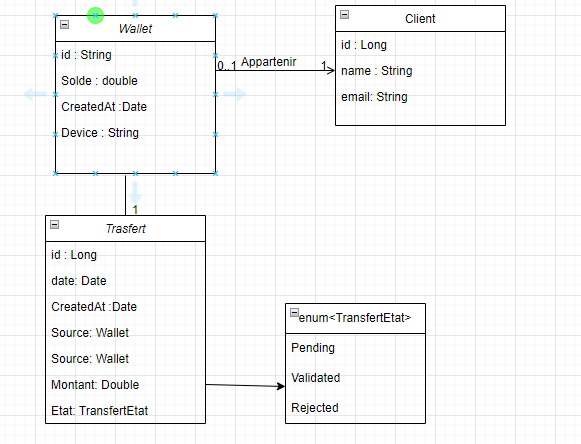 Wallet
id : String
Solde : double
CreatedAt :Date
Device : String
0..1
Appartenir
1
Client
id : Long
name : String
email: String
1
Trasfert
id : Long
date: Date
CreatedAt :Date
Source: Wallet
Source: Wallet
Montant: Double
Etat: TransfertEtat
enum<TransfertEtat>
Pending
Validated
Rejected